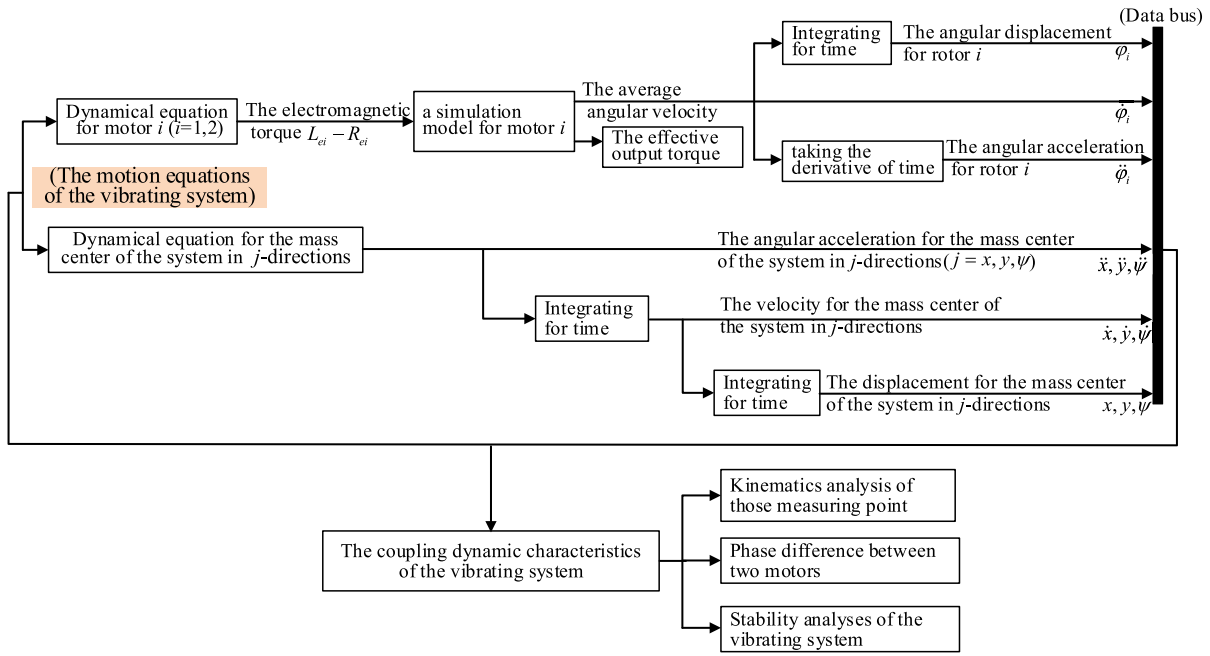 (Data bus)
Integrating
for time
The angular displacement
for rotor i
φᵢ
Dynamical equation
for motor i (i=1,2)
The electromagnetic
torque Lₑᵢ − Rₑᵢ
a simulation
model for motor i
The average
angular velocity
φ̇̅ᵢ
The effective
output torque
taking the
derivative of time
The angular acceleration
for rotor i
φ̈ᵢ
(The motion equations
of the vibrating system)
Dynamical equation for the mass
center of the system in j-directions
The angular acceleration for the mass center
of the system in j-directions( j = x, y,ψ)
ẍ, ÿ,ψ̈
Integrating
for time
The velocity for the mass center of
the system in j-directions
ẋ, ẏ,ψ̇
Integrating
for time
The displacement for the mass center
of the system in j-directions
x, y,ψ
The coupling dynamic characteristics
of the vibrating system
Kinematics analysis of
those measuring point
Phase difference between
two motors
Stability analyses of the
vibrating system